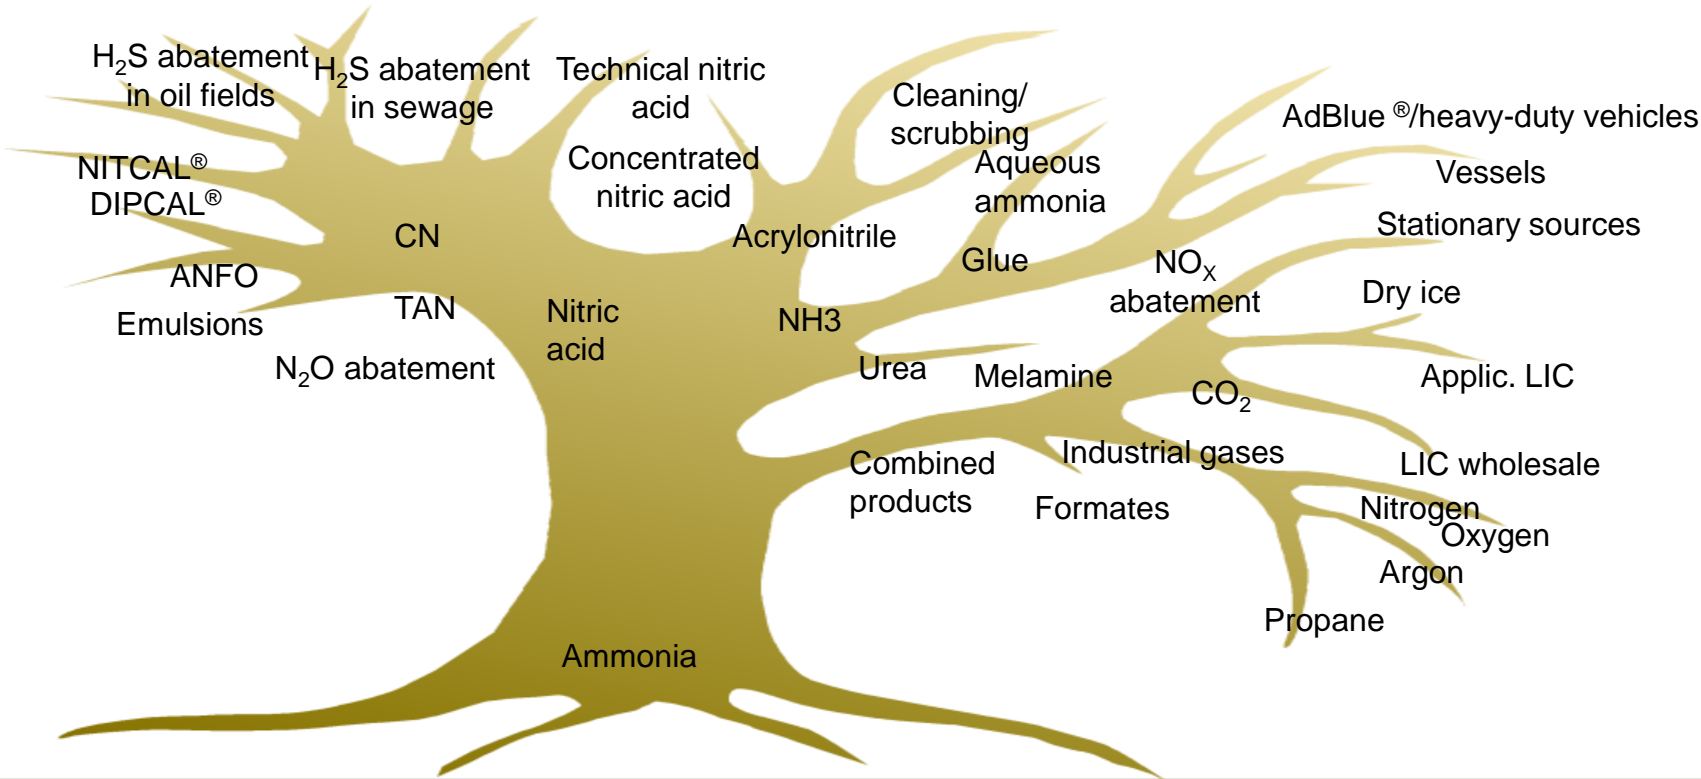 H₂S abatement
in oil fields
H₂S abatement
in sewage
Technical nitric
acid
Cleaning/
scrubbing
AdBlue ®/heavy-duty vehicles
NITCAL®
DIPCAL®
Concentrated
nitric acid
Aqueous
ammonia
Vessels
Stationary sources
CN
Acrylonitrile
Glue
NOX
abatement
ANFO
Dry ice
TAN
Nitric
acid
NH3
Emulsions
N₂O abatement
Urea
Melamine
CO₂
Applic. LIC
Combined
products
Industrial gases
LIC wholesale
Formates
Nitrogen
Oxygen
Argon
Propane
Ammonia